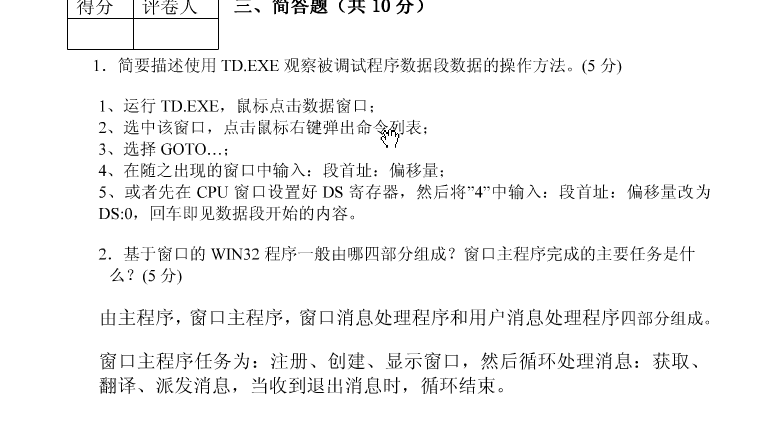 得分 评卷人 三、简答题（共 10 分）
1．简要描述使用 TD.EXE 观察被调试程序数据段数据的操作方法。(5 分)
1、运行 TD.EXE，鼠标点击数据窗口；
2、选中该窗口，点击鼠标右键弹出命令列表；
3、选择 GOTO…；
4、在随之出现的窗口中输入：段首址：偏移量；
5、或者先在 CPU 窗口设置好 DS 寄存器，然后将”4”中输入：段首址：偏移量改为
DS:0，回车即见数据段开始的内容。
2．基于窗口的 WIN32 程序一般由哪四部分组成？窗口主程序完成的主要任务是什
么？(5 分)
由主程序，窗口主程序，窗口消息处理程序和用户消息处理程序四部分组成。
窗口主程序任务为：注册、创建、显示窗口，然后循环处理消息：获取、
翻译、派发消息，当收到退出消息时，循环结束。